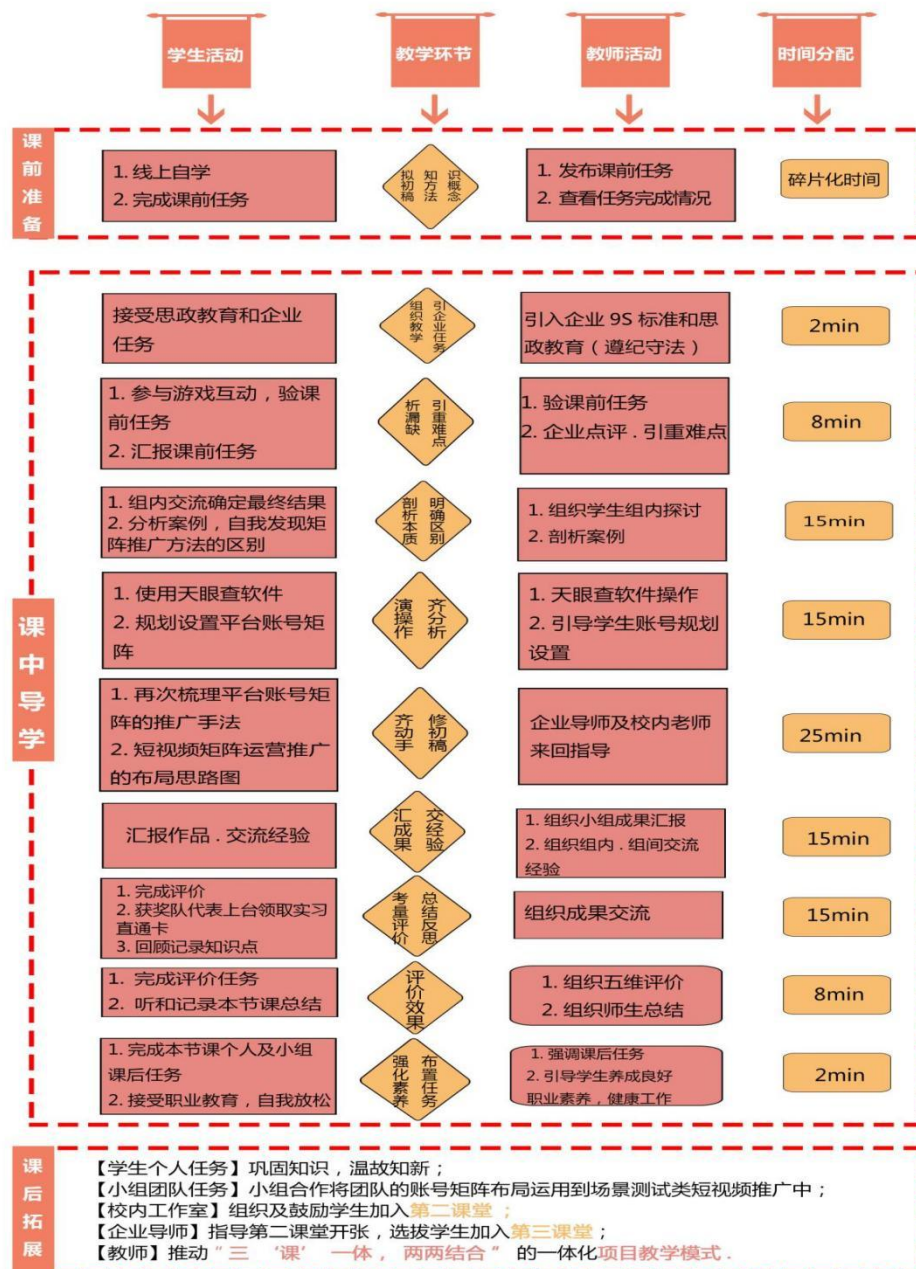 学生活动
教学环节
教师活动
时间分配
课前准备
1. 线上自学
2. 完成课前任务
识概念
知方法
拟初稿
1. 发布课前任务
2. 查看任务完成情况
碎片化时间
课中导学
接受思政教育和企业
任务
引企业任务
组织教学
引入企业 9S 标准和思
政教育（遵纪守法）
2min
1. 参与游戏互动，验课
前任务
2. 汇报课前任务
引重难点
析漏缺
1. 验课前任务
2. 企业点评．引重难点
8min
1. 组内交流确定最终结果
2. 分析案例，自我发现矩
阵推广方法的区别
明确区别
剖析本质
1. 组织学生组内探讨
2. 剖析案例
15min
1. 使用天眼查软件
2. 规划设置平台账号矩
阵
齐分析
演操作
1. 天眼查软件操作
2. 引导学生账号规划
设置
15min
1. 再次梳理平台账号矩
阵的推广手法
2. 短视频矩阵运营推广
的布局思路图
修初稿
齐动手
企业导师及校内老师
来回指导
25min
汇报作品．交流经验
交经验
汇成果
1. 组织小组成果汇报
2. 组织组内．组间交流
经验
15min
1. 完成评价
2. 获奖队代表上台领取实习
直通卡
3. 回顾记录知识点
总结反思
考量评价
组织成果交流
15min
1. 完成评价任务
2. 听和记录本节课总结
评价效果
1. 组织五维评价
2. 组织师生总结
8min
1. 完成本节课个人及小组
课后任务
2. 接受职业教育，自我放松
布置任务
强化素养
1. 强调课后任务
2. 引导学生养成良好
职业素养，健康工作
2min
课后拓展
【学生个人任务】巩固知识，温故知新；
【小组团队任务】小组合作将团队的账号矩阵布局运用到场景测试类短视频推广中；
【校内工作室】组织及鼓励学生加入第二课堂；
【企业导师】指导第二课堂开张，选拔学生加入第三课堂；
【教师】推动“三 ‘课’ 一体，两两结合”的一体化项目教学模式．